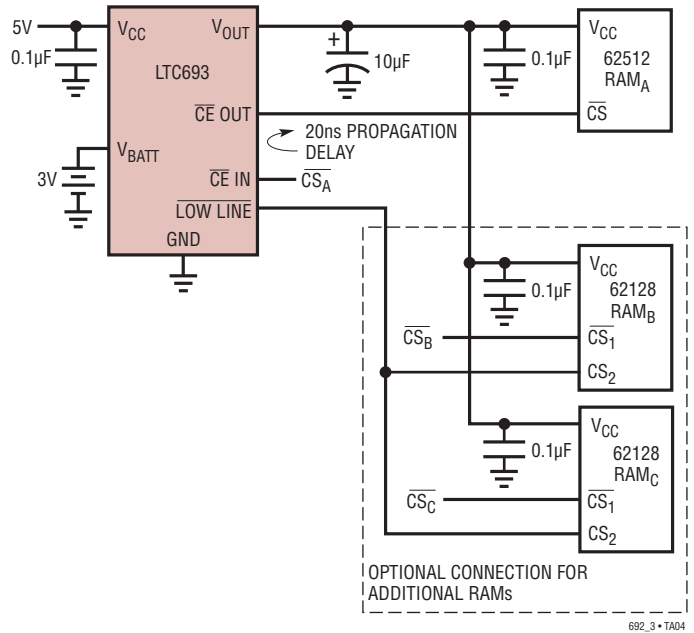 5V
VCC
VOUT
VCC
0.1µF
+
10µF
0.1µF
62512
RAMA
LTC693
CE OUT
CS
20ns PROPAGATION
DELAY
VBATT
3V
CE IN
CSA
LOW LINE
GND
VCC
0.1µF
62128
RAMB
CSB
CS1
CS2
VCC
0.1µF
62128
RAMC
CSC
CS1
CS2
OPTIONAL CONNECTION FOR
ADDITIONAL RAMs
692_3 • TA04